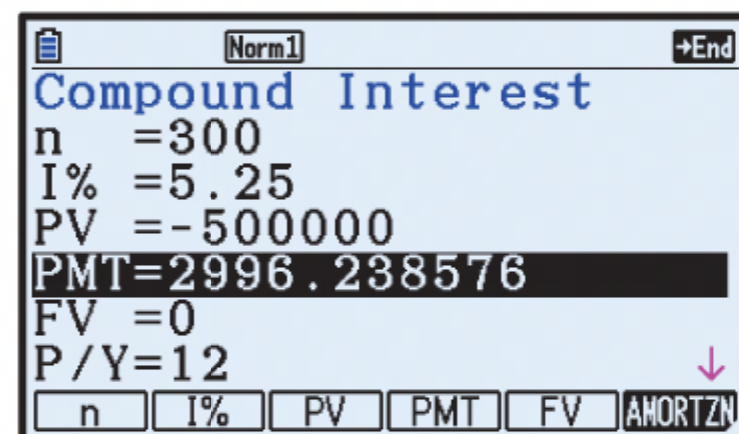 Norm1 →End
Compound Interest
n =300
I% =5.25
PV =-500000
PMT=2996.238576
FV =0
P/Y=12 ↓
n I% PV PMT FV AMORTZN